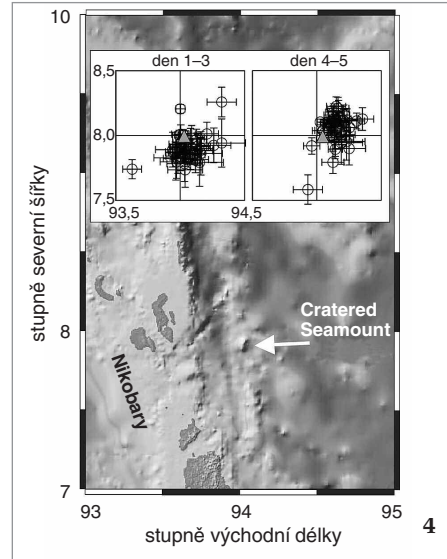 10
den 1–3
den 4–5
8,5
8,0
7,5
93,5
94,5
stupně severní šířky
9
8
7
Cratered
Seamount
Nikobary
93
94
95
stupně východní délky
4